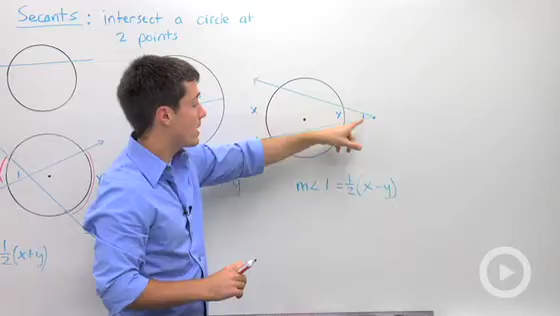 Secants : intersect a circle at
2 points
x
y
1
y
y
m∠ 1 = 1/2 (x - y)
1/2 (x+y)